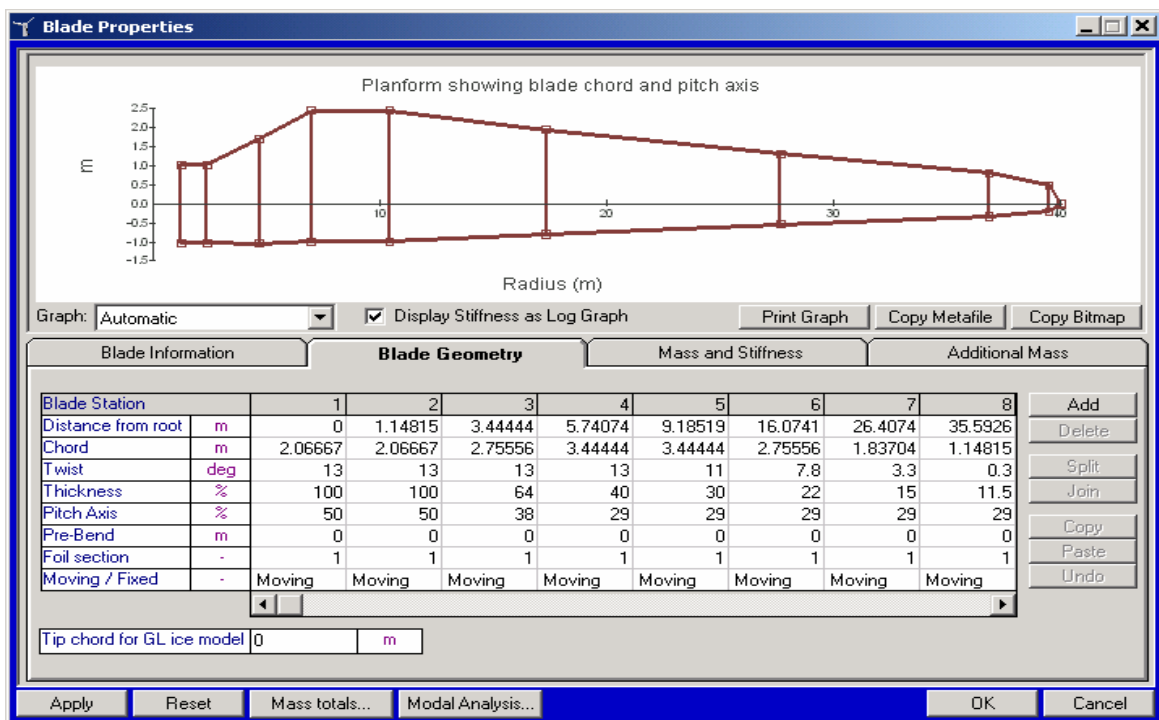 Blade Properties
Planform showing blade chord and pitch axis
2.5
2.0
1.5
m
1.0
0.5
0.0
10
20
30
40
-0.5
-1.0
-1.5
Radius (m)
Graph: Automatic Display Stiffness as Log Graph Print Graph Copy Metafile Copy Bitmap
Blade Information Blade Geometry Mass and Stiffness Additional Mass
Blade Station 1 2 3 4 5 6 7 8 Add
Distance from root m 0 1.14815 3.44444 5.74074 9.18519 16.0741 26.4074 35.5926 Delete
Chord m 2.06667 2.06667 2.75556 3.44444 3.44444 2.75556 1.83704 1.14815
Twist deg 13 13 13 13 11 7.8 3.3 0.3 Split
Thickness % 100 100 64 40 30 22 15 11.5 Join
Pitch Axis % 50 50 38 29 29 29 29 29
Pre-Bend m 0 0 0 0 0 0 0 0 Copy
Foil section - 1 1 1 1 1 1 1 1 Paste
Moving / Fixed - Moving Moving Moving Moving Moving Moving Moving Moving Undo
Tip chord for GL ice model 0 m
Apply Reset Mass totals... Modal Analysis... OK Cancel